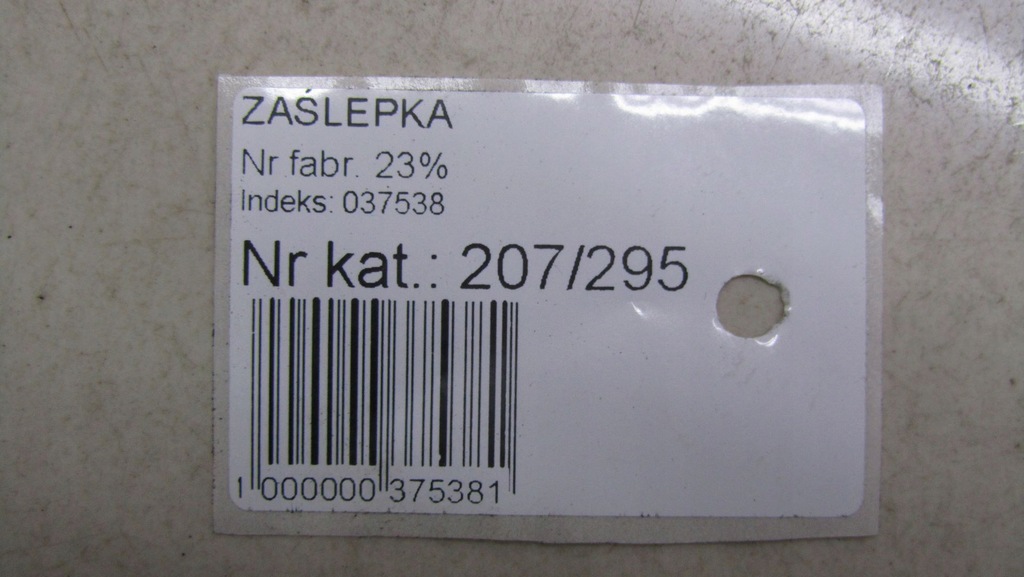 ZAŚLEPKA
Nr fabr. 23%
Indeks: 037538
Nr kat.: 207/295
1 000000 375381